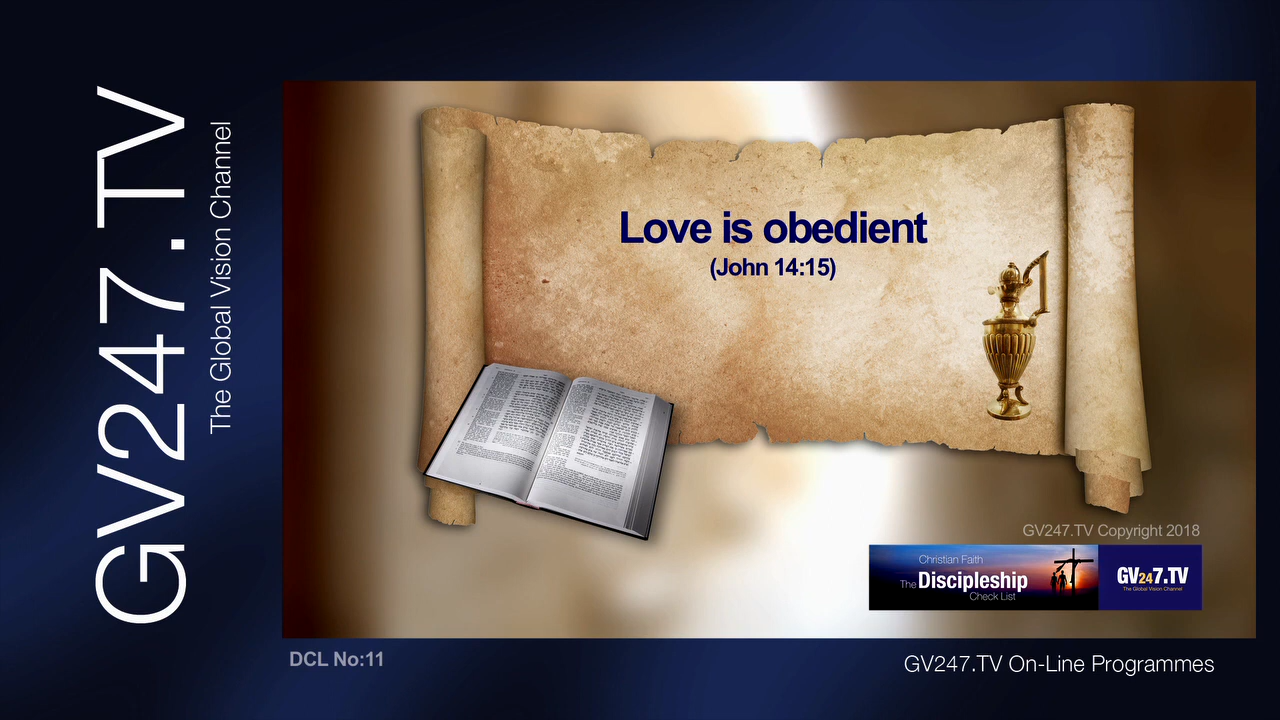 GV247.TV
The Global Vision Channel
Love is obedient
(John 14:15)
GV247.TV Copyright 2018
Christian Faith
The Discipleship
Check List
GV247.TV
The Global Vision Channel
DCL No:11
GV247.TV On-Line Programmes